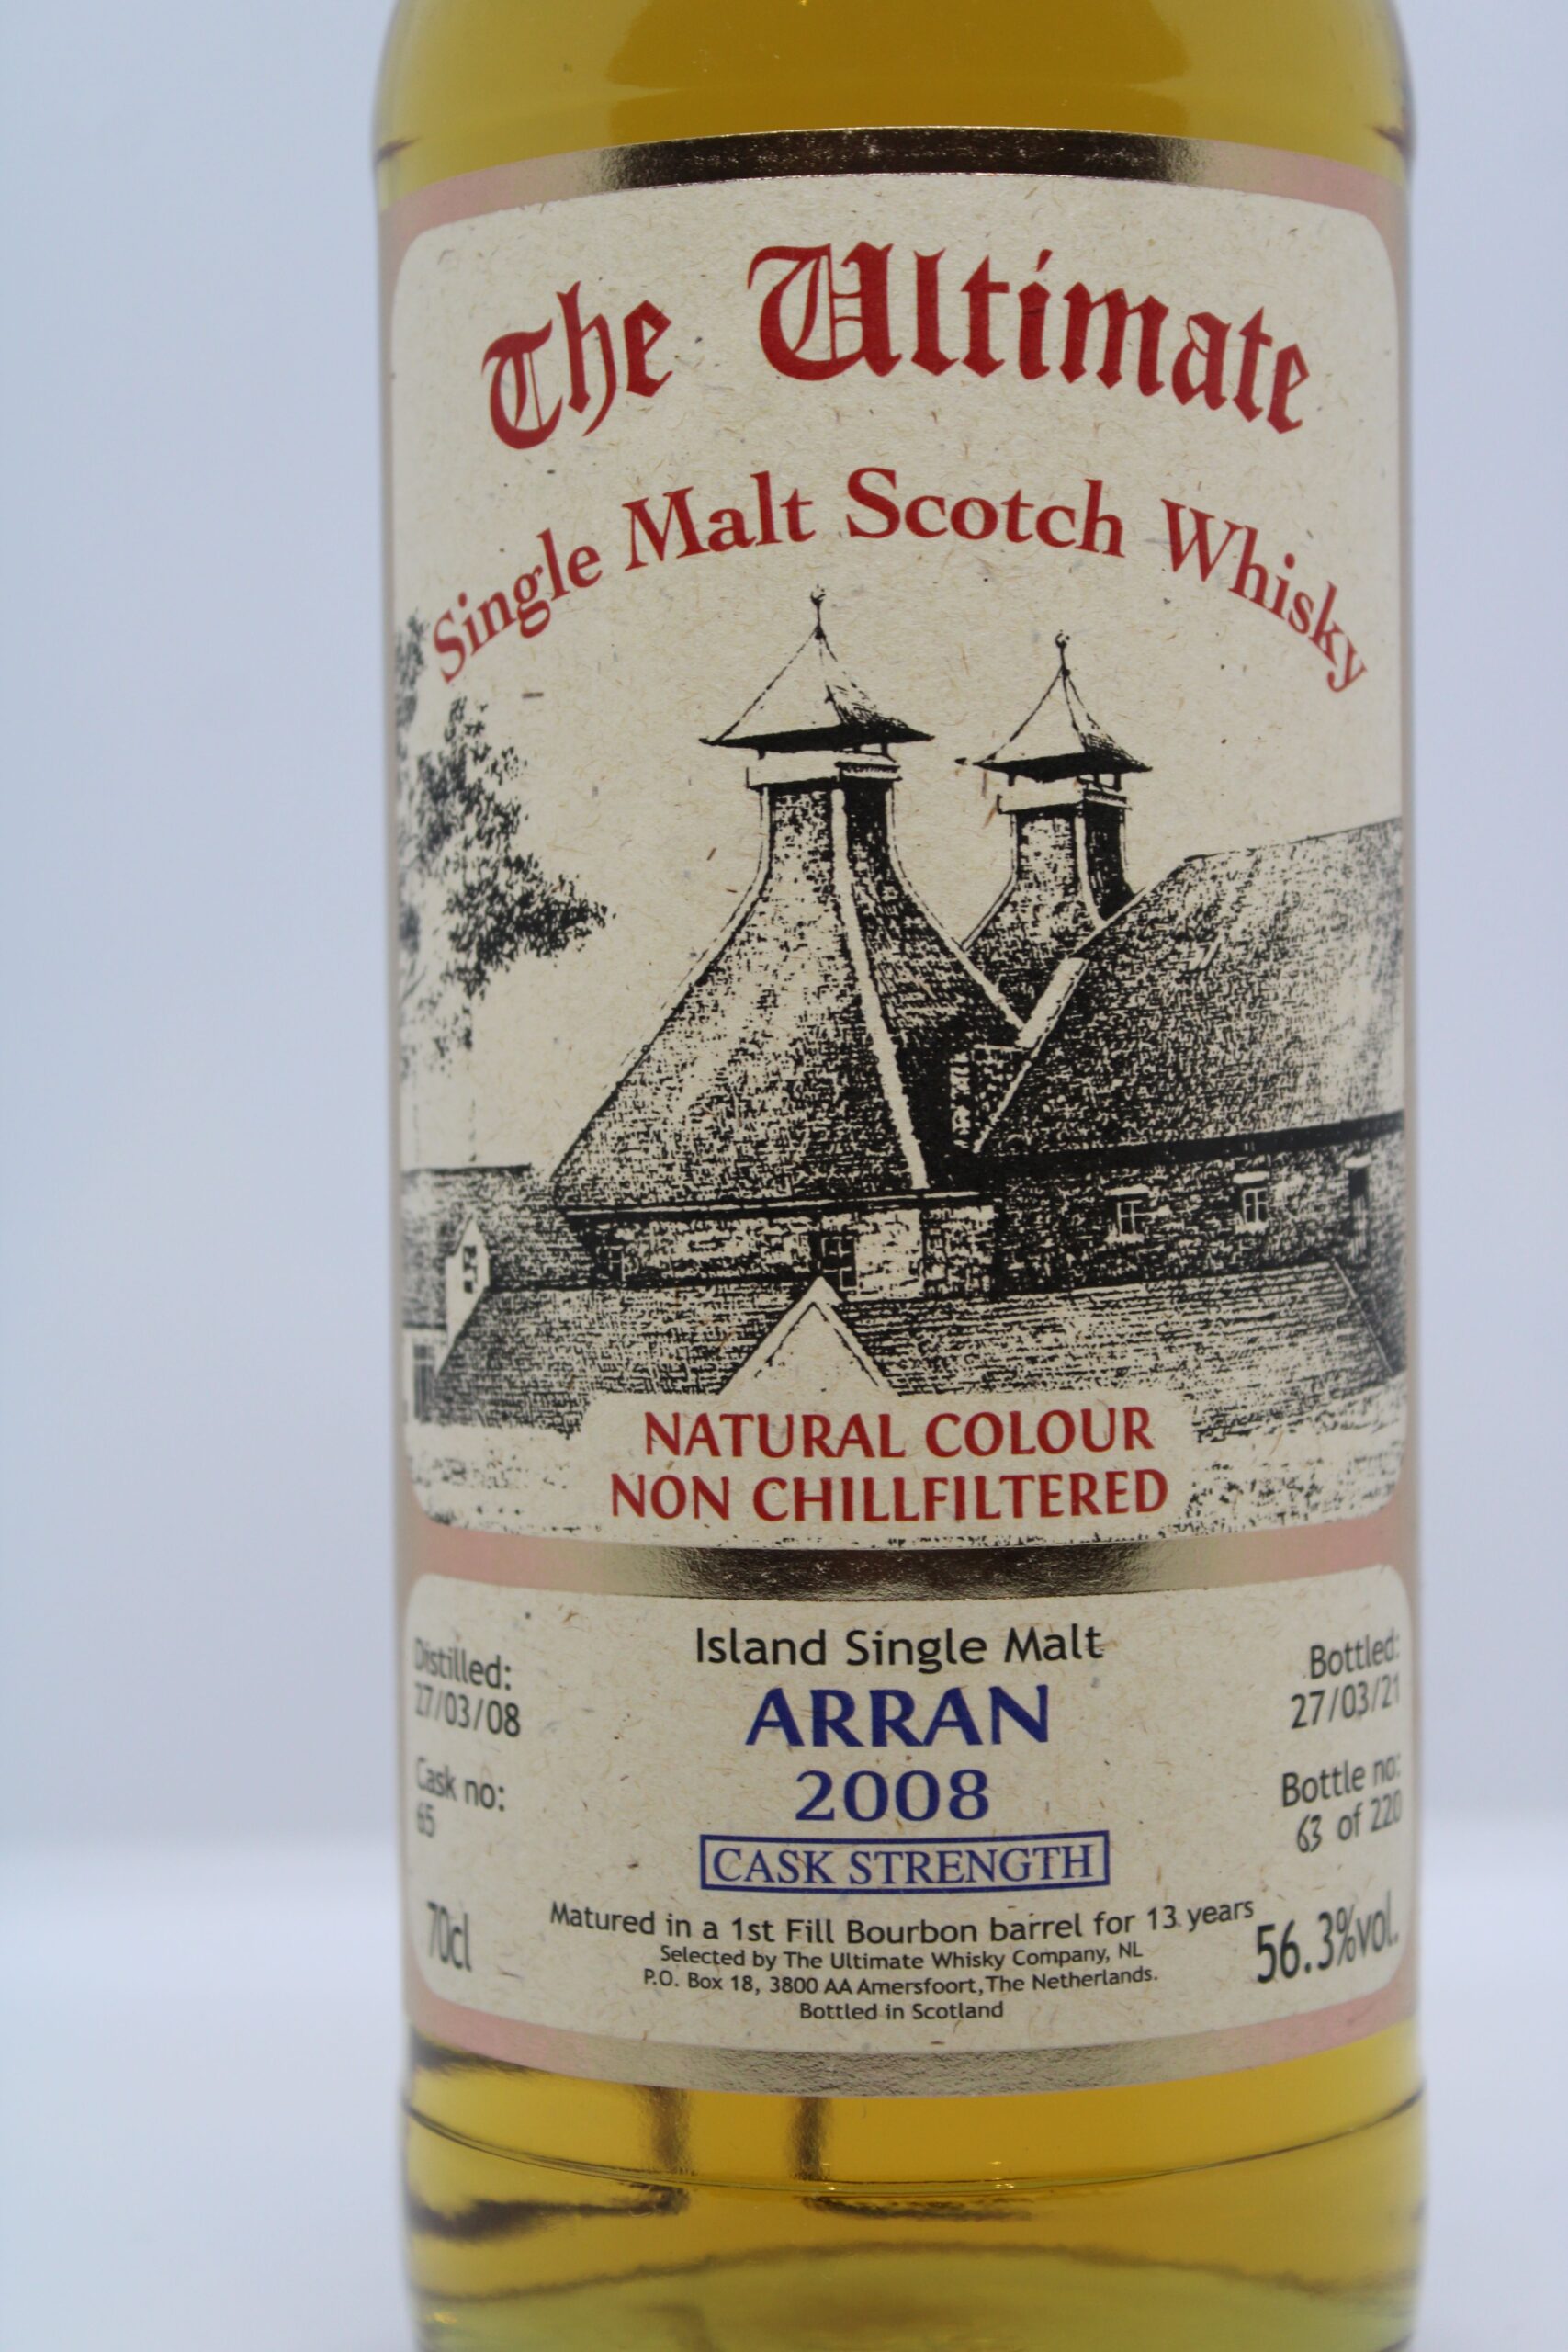 The Ultimate
Single Malt Scotch Whisky
NATURAL COLOUR
NON CHILLFILTERED
Island Single Malt
ARRAN
2008
CASK STRENGTH
Distilled:
27/03/08
Cask no:
65
70cl
Bottled:
27/03/21
Bottle no:
63 of 220
56.3%vol.
Matured in a 1st Fill Bourbon barrel for 13 years
Selected by The Ultimate Whisky Company, NL
P.O. Box 18, 3800 AA Amersfoort, The Netherlands.
Bottled in Scotland